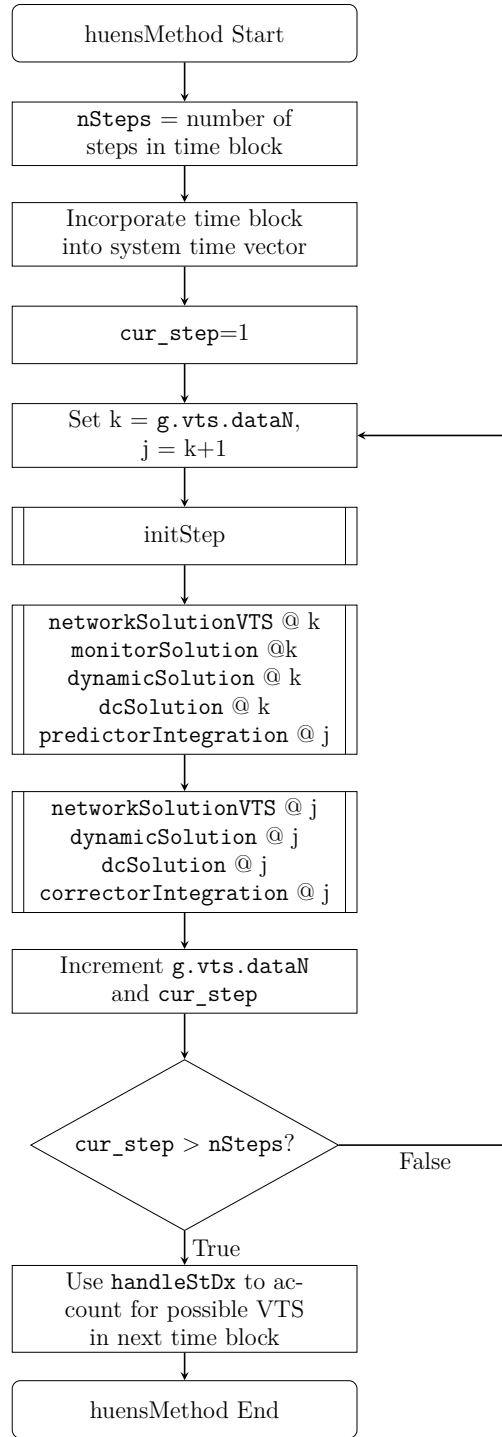 huensMethod Start
nSteps = number of
steps in time block
Incorporate time block
into system time vector
cur_step=1
Set k = g.vts.dataN,
j = k+1
initStep
networkSolutionVTS @ k
monitorSolution @k
dynamicSolution @ k
dcSolution @ k
predictorIntegration @ j
networkSolutionVTS @ j
dynamicSolution @ j
dcSolution @ j
correctorIntegration @ j
Increment g.vts.dataN
and cur_step
cur_step > nSteps?
False
True
Use handleStDx to ac-
count for possible VTS
in next time block
huensMethod End